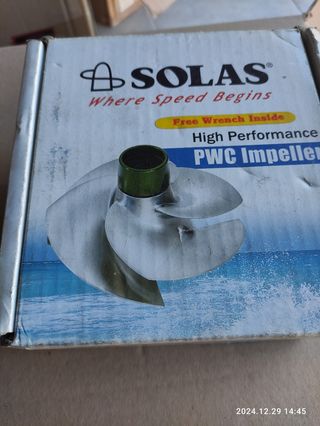 SOLAS®
Where Speed Begins
Free Wrench Inside
High Performance
PWC Impeller
2024.12.29 14:45